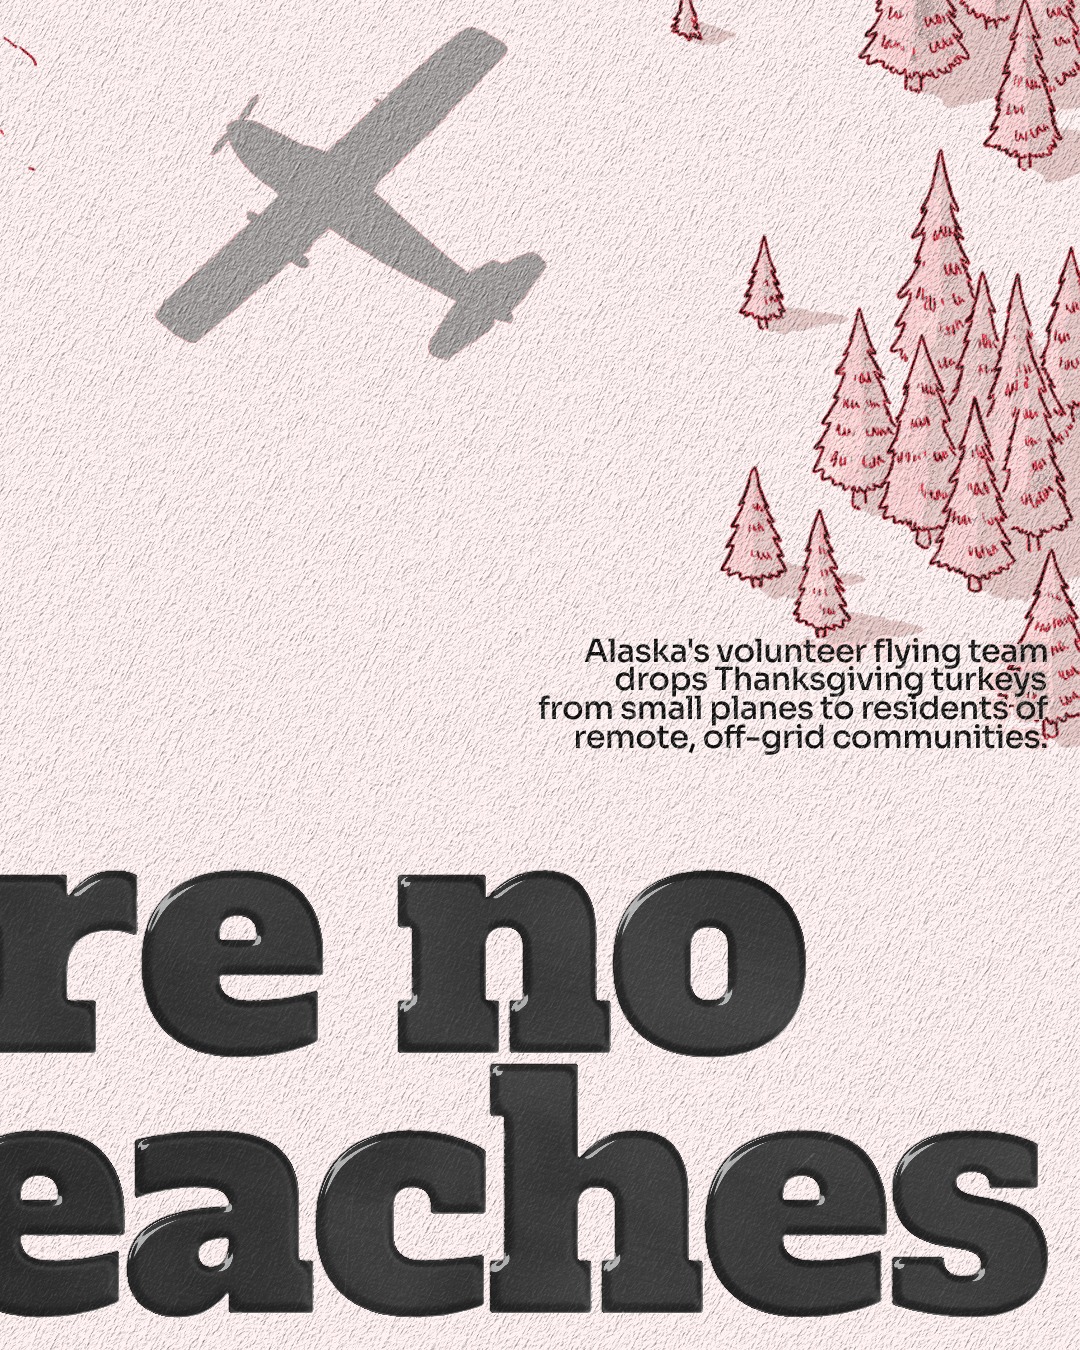 Alaska's volunteer flying team
drops Thanksgiving turkeys
from small planes to residents of
remote, off-grid communities.
re no
eaches